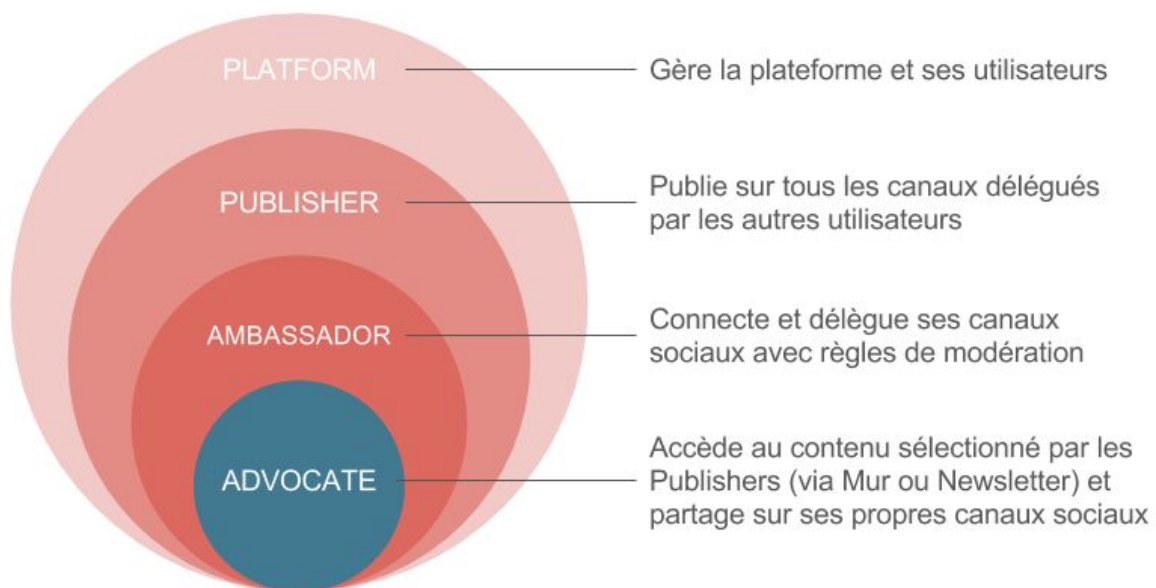 PLATFORM
Gère la plateforme et ses utilisateurs
PUBLISHER
Publie sur tous les canaux délégués
par les autres utilisateurs
AMBASSADOR
Connecte et délègue ses canaux
sociaux avec règles de modération
ADVOCATE
Accède au contenu sélectionné par les
Publishers (via Mur ou Newsletter) et
partage sur ses propres canaux sociaux